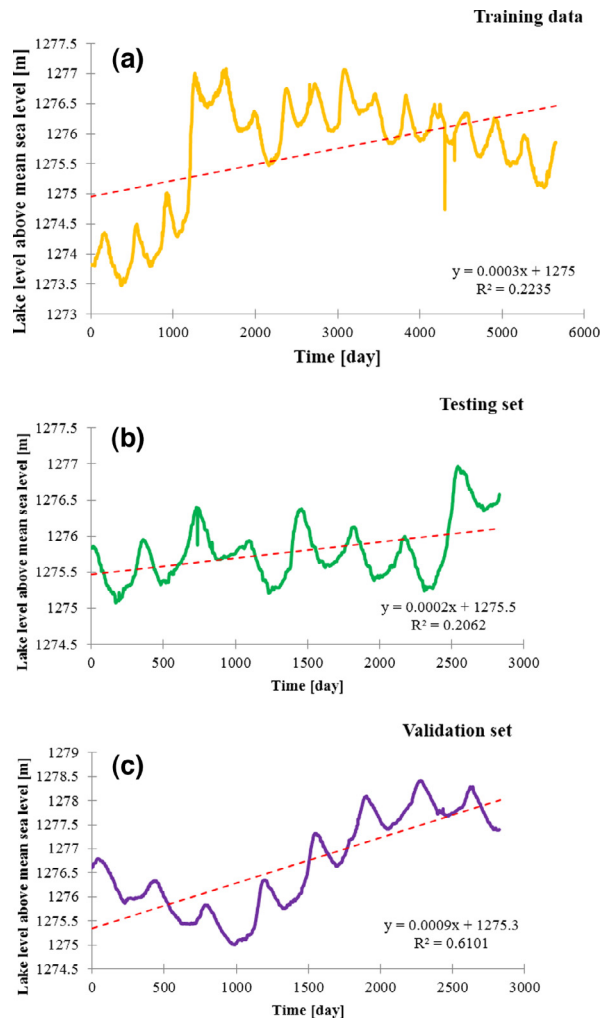 Training data
(a)
Lake level above mean sea level [m]
1277.5
1277
1276.5
1276
1275.5
1275
1274.5
1274
1273.5
1273
0 1000 2000 3000 4000 5000 6000
y = 0.0003x + 1275
R² = 0.2235
Time [day]
Testing set
(b)
Lake level above mean sea level [m]
1277.5
1277
1276.5
1276
1275.5
1275
1274.5
0 500 1000 1500 2000 2500 3000
y = 0.0002x + 1275.5
R² = 0.2062
Time [day]
Validation set
(c)
Lake level above mean sea level [m]
1279
1278.5
1278
1277.5
1277
1276.5
1276
1275.5
1275
1274.5
0 500 1000 1500 2000 2500 3000
y = 0.0009x + 1275.3
R² = 0.6101
Time [day]